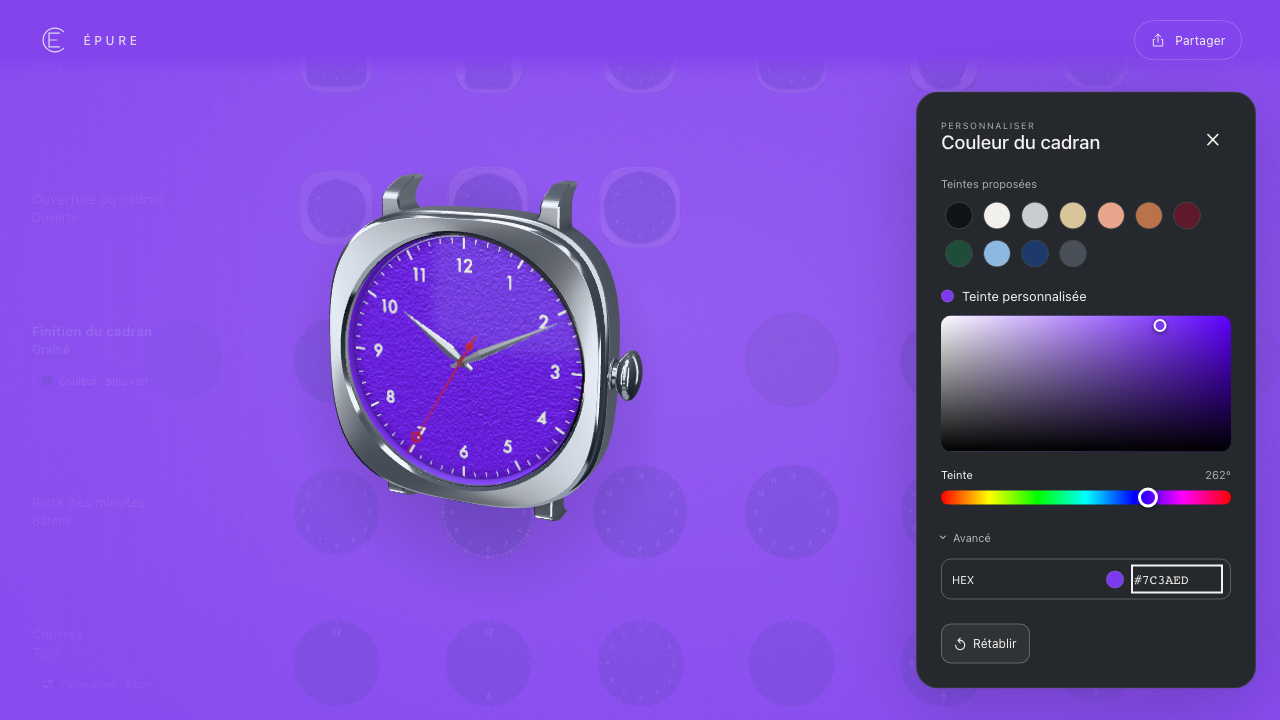 ÉPURE
Partager
PERSONNALISER
Couleur du cadran
Teintes proposées
Teinte personnalisée
Teinte
262°
Avancé
HEX
#7C3AED
Rétablir
Ouverture du cadran
Ouverte
Finition du cadran
Grainé
Couleur · Bleu vert
Piste des minutes
Bâtons
Chiffres
Tous
12
1
2
3
4
5
6
7
8
9
10
11